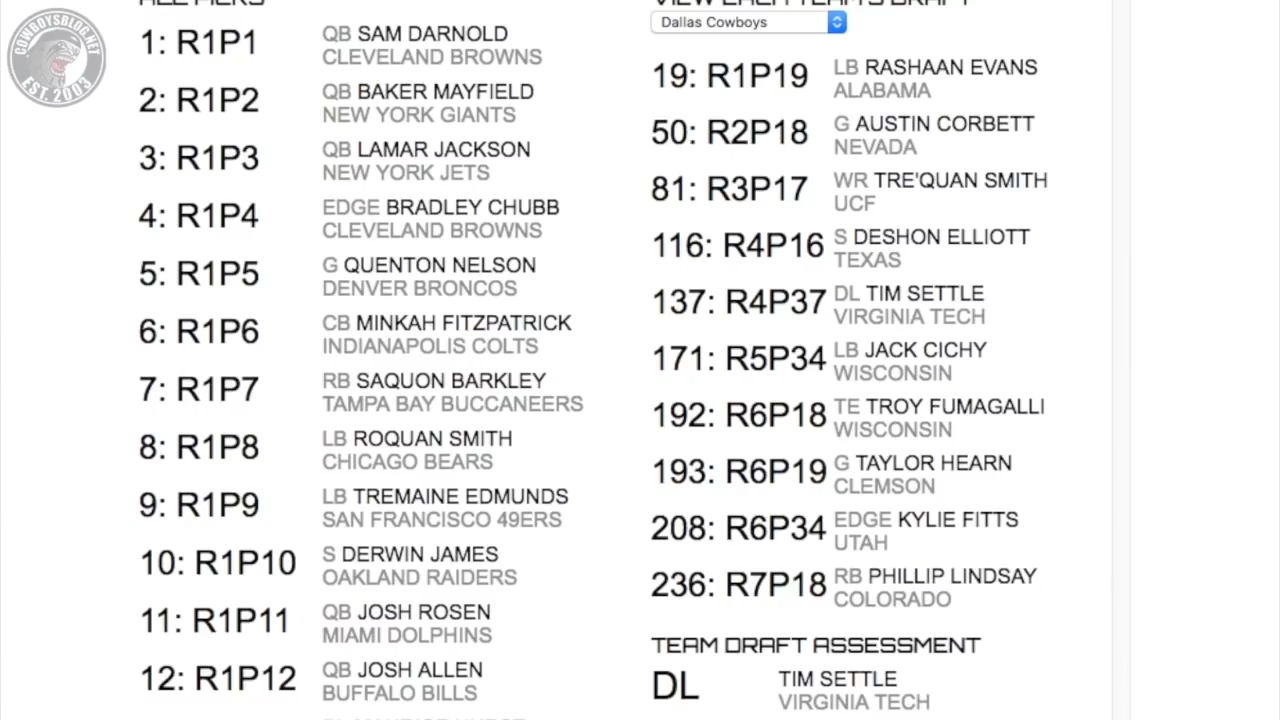 COWBOYSBLOG.NET
EST. 2003
ALL PICKS
1: R1P1
QB SAM DARNOLD
CLEVELAND BROWNS
2: R1P2
QB BAKER MAYFIELD
NEW YORK GIANTS
3: R1P3
QB LAMAR JACKSON
NEW YORK JETS
4: R1P4
EDGE BRADLEY CHUBB
CLEVELAND BROWNS
5: R1P5
G QUENTON NELSON
DENVER BRONCOS
6: R1P6
CB MINKAH FITZPATRICK
INDIANAPOLIS COLTS
7: R1P7
RB SAQUON BARKLEY
TAMPA BAY BUCCANEERS
8: R1P8
LB ROQUAN SMITH
CHICAGO BEARS
9: R1P9
LB TREMAINE EDMUNDS
SAN FRANCISCO 49ERS
10: R1P10
S DERWIN JAMES
OAKLAND RAIDERS
11: R1P11
QB JOSH ROSEN
MIAMI DOLPHINS
12: R1P12
QB JOSH ALLEN
BUFFALO BILLS
VIEW EACH TEAM'S DRAFT
Dallas Cowboys
19: R1P19
LB RASHAAN EVANS
ALABAMA
50: R2P18
G AUSTIN CORBETT
NEVADA
81: R3P17
WR TRE'QUAN SMITH
UCF
116: R4P16
S DESHON ELLIOTT
TEXAS
137: R4P37
DL TIM SETTLE
VIRGINIA TECH
171: R5P34
LB JACK CICHY
WISCONSIN
192: R6P18
TE TROY FUMAGALLI
WISCONSIN
193: R6P19
G TAYLOR HEARN
CLEMSON
208: R6P34
EDGE KYLIE FITTS
UTAH
236: R7P18
RB PHILLIP LINDSAY
COLORADO
TEAM DRAFT ASSESSMENT
DL
TIM SETTLE
VIRGINIA TECH